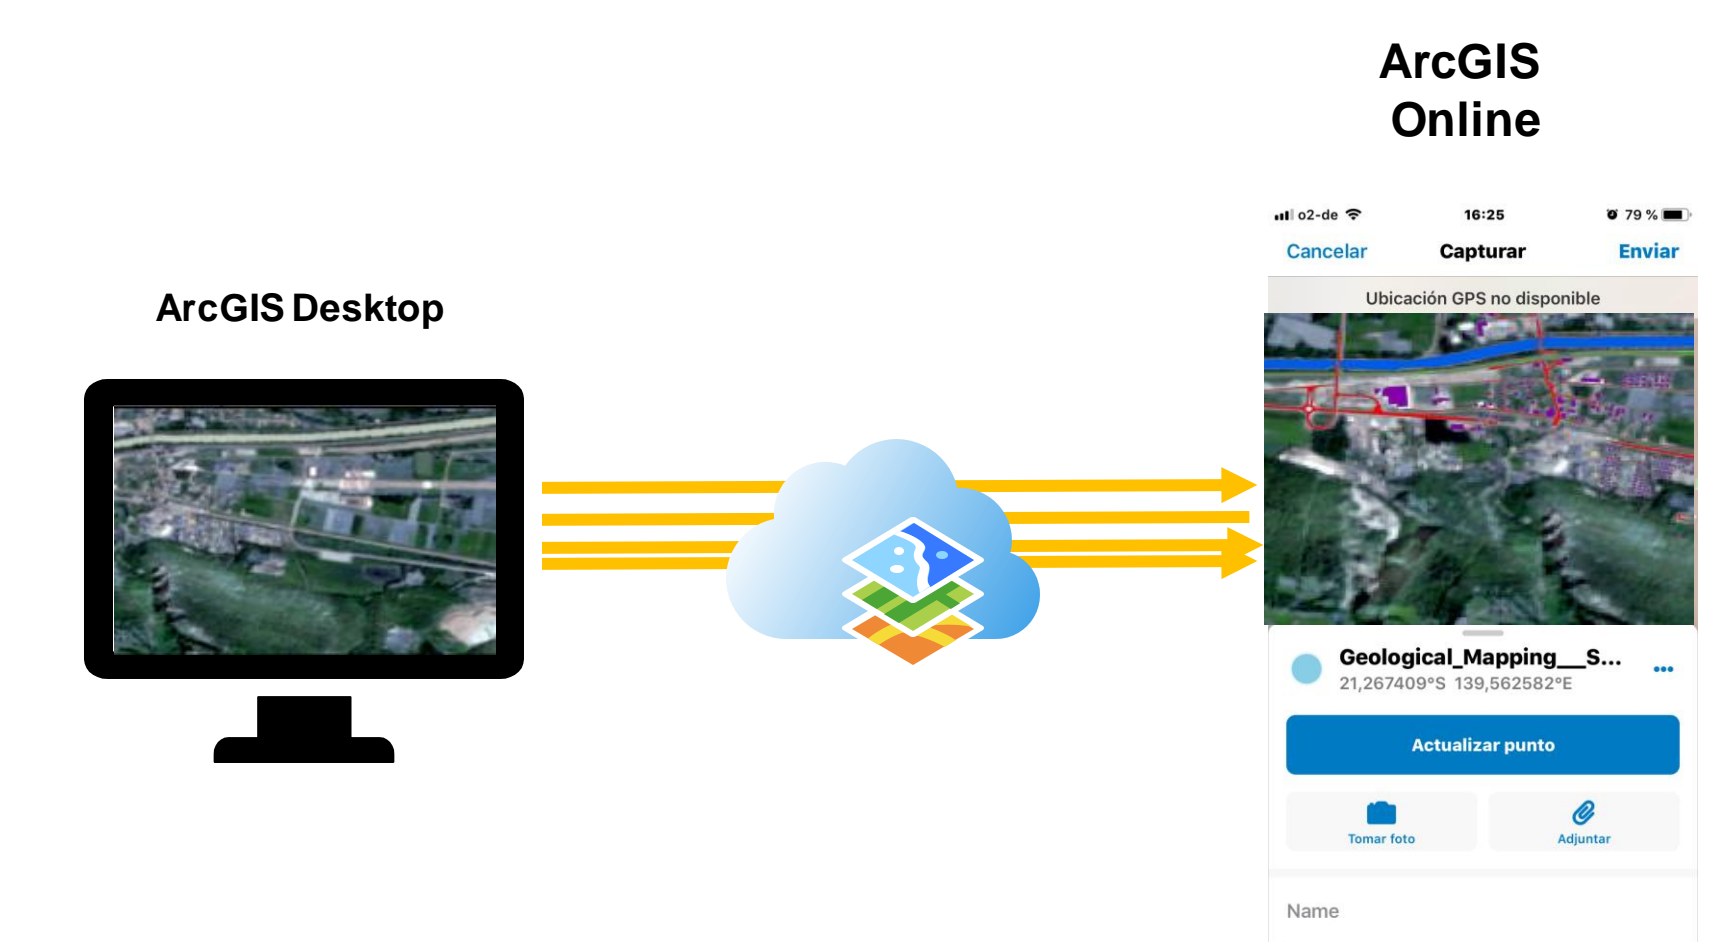 ArcGIS
Online
ArcGIS Desktop
o2-de 16:25 79 %
Cancelar Capturar Enviar
Ubicación GPS no disponible
Geological_Mapping__S...
21,267409°S 139,562582°E
Actualizar punto
Tomar foto Adjuntar
Name